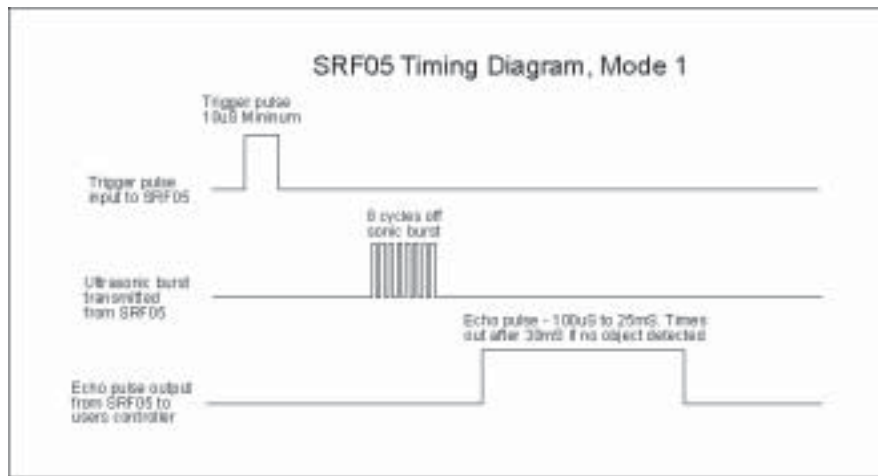 SRF05 Timing Diagram, Mode 1
Trigger pulse
10uS Mininum
Trigger pulse
input to SRF05
8 cycles off
sonic burst
Ultrasonic burst
transmitted
from SRF05
Echo pulse - 100uS to 25mS. Times
out after 30mS if no object detected
Echo pulse output
from SRF05 to
users controller